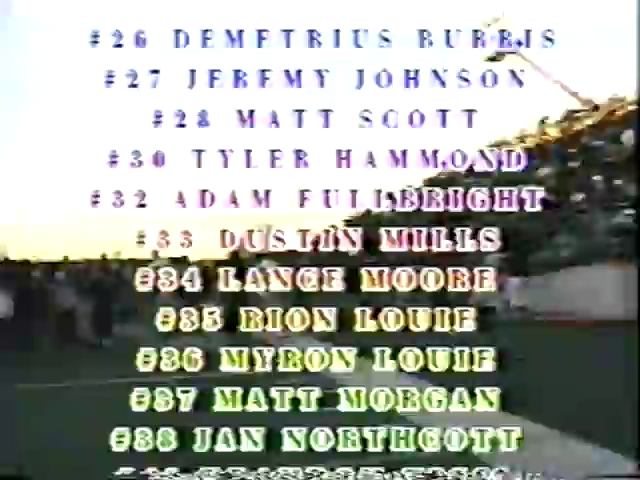 #26 DEMETRIUS BURRIS
#27 JEREMY JOHNSON
#28 MATT SCOTT
#30 TYLER HAMMOND
#32 ADAM FULLBRIGHT
#33 DUSTIN MILLS
#34 LANCE MOORE
#35 RION LOUIE
#36 MYRON LOUIE
#37 MATT MORGAN
#38 JAN NORTHCOTT